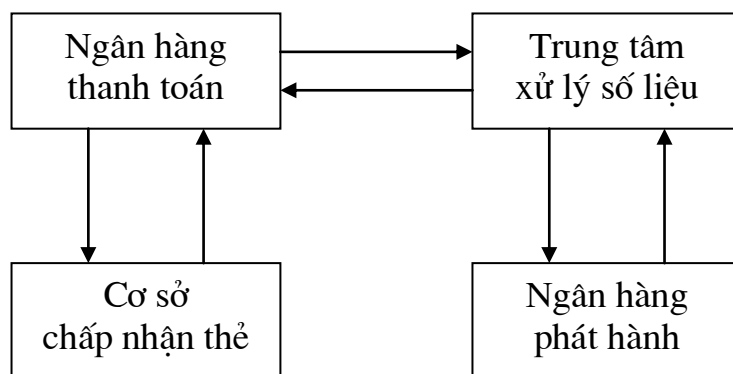 Ngân hàng
thanh toán
Trung tâm
xử lý số liệu
Cơ sở
chấp nhận thẻ
Ngân hàng
phát hành